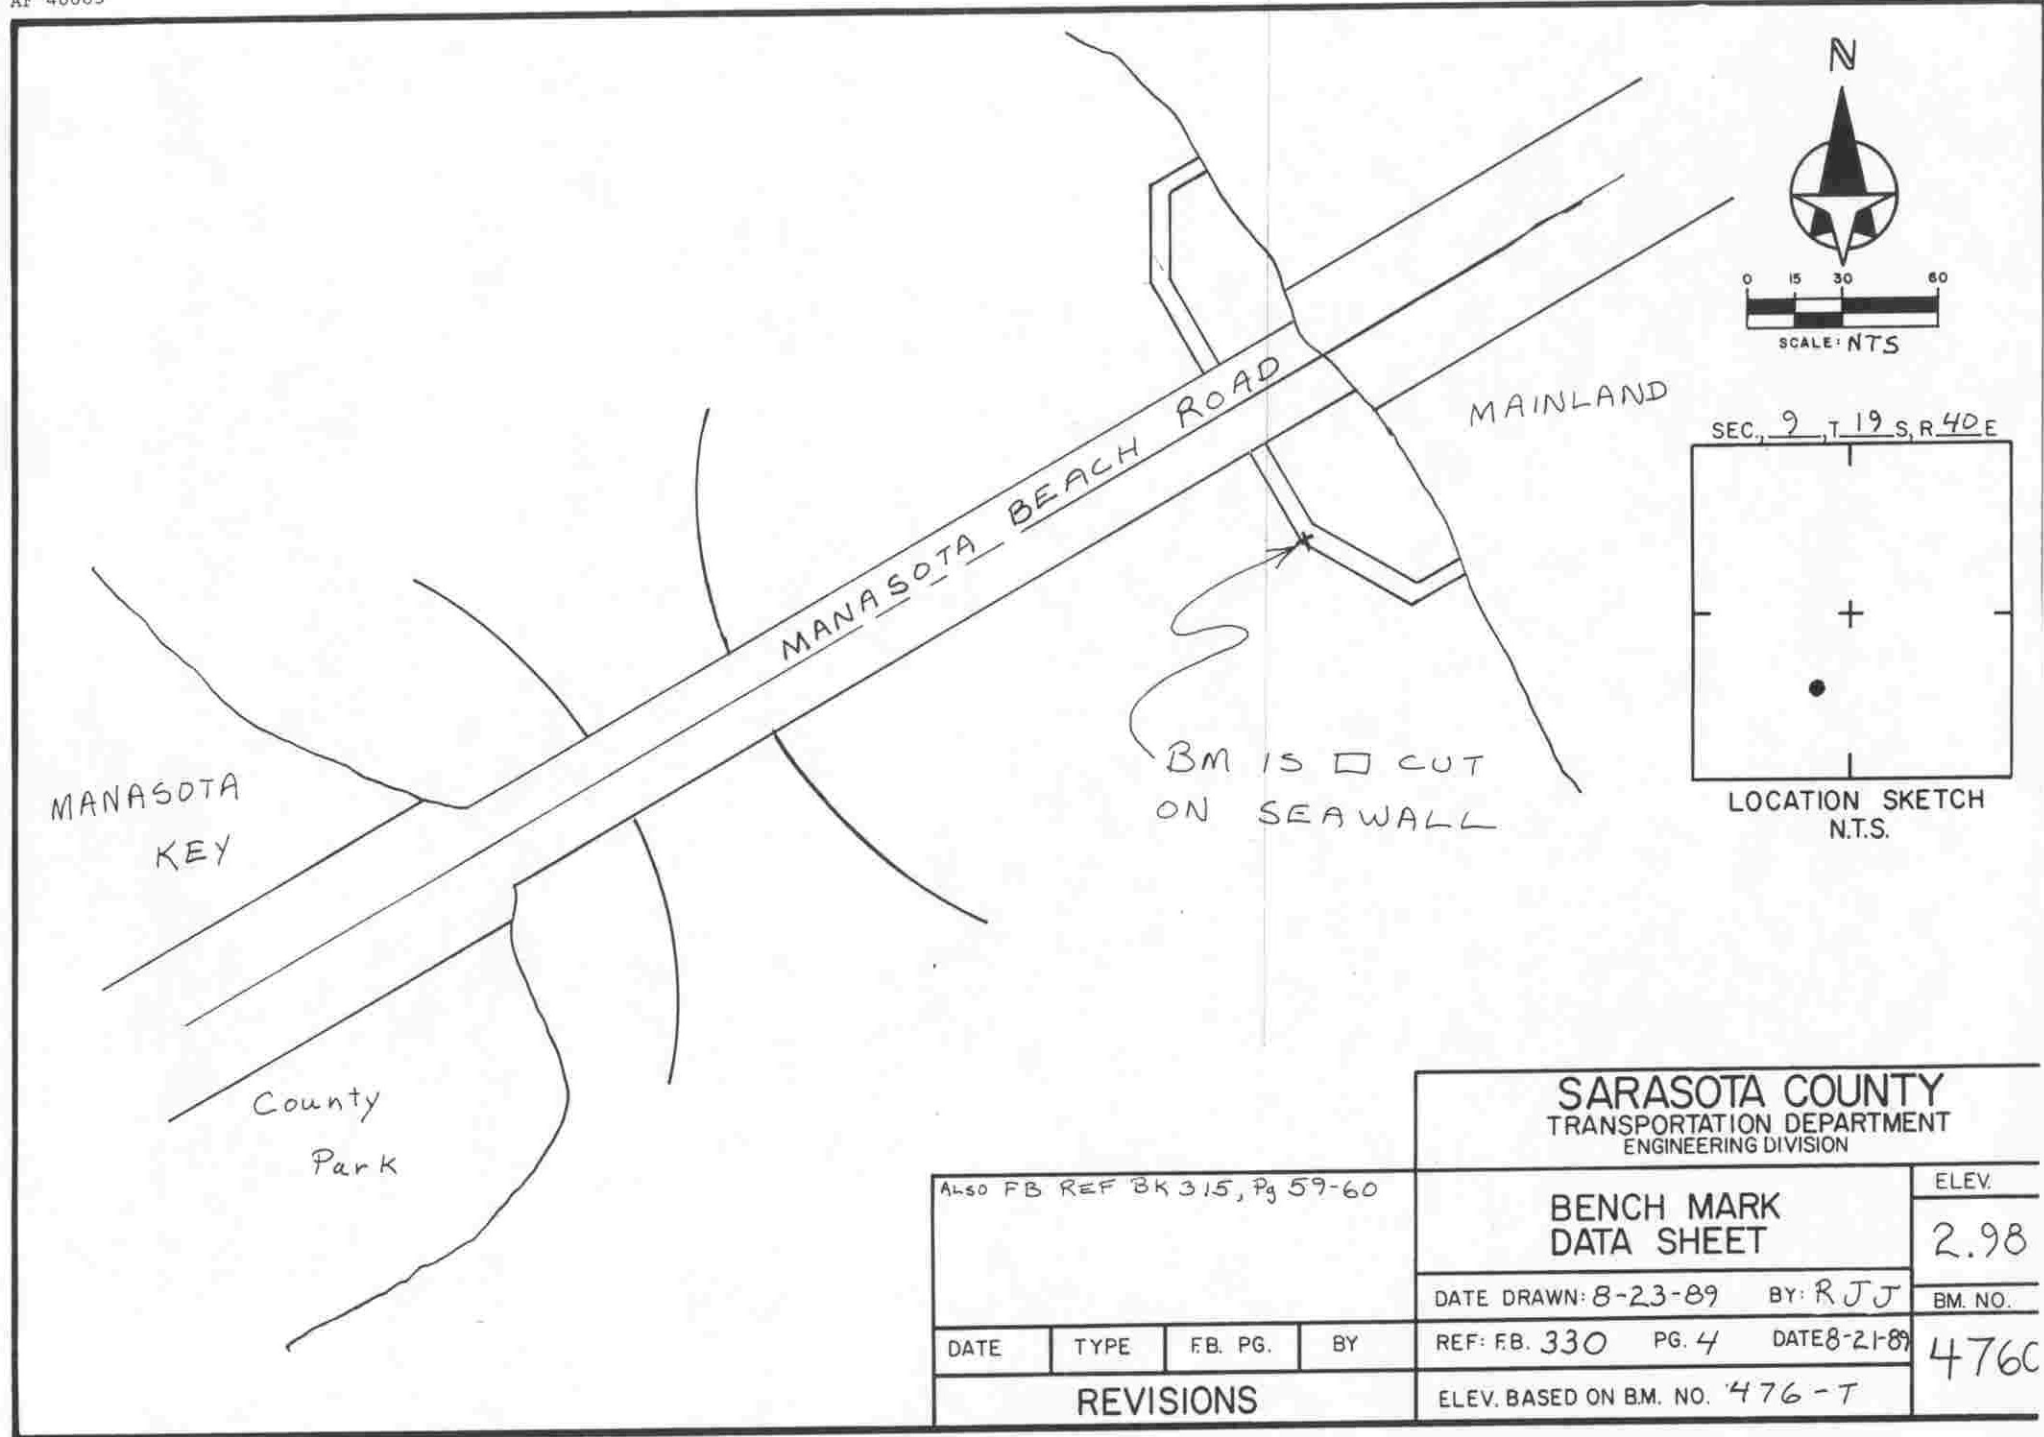 N
0 15 30 60
SCALE: NTS
SEC. 9, T 19 S, R 40 E
LOCATION SKETCH
N.T.S.
MANASOTA BEACH ROAD
MAINLAND
BM IS □ CUT
ON SEAWALL
MANASOTA
KEY
County
Park
SARASOTA COUNTY
TRANSPORTATION DEPARTMENT
ENGINEERING DIVISION
ALSO FB REF BK 315, Pg 59-60
BENCH MARK
DATA SHEET
ELEV.
2.98
DATE DRAWN: 8-23-89 BY: RJJ
BM. NO.
476C
DATE TYPE F.B. PG. BY
REF: F.B. 330 PG. 4 DATE 8-21-89
REVISIONS
ELEV. BASED ON B.M. NO. 476-T